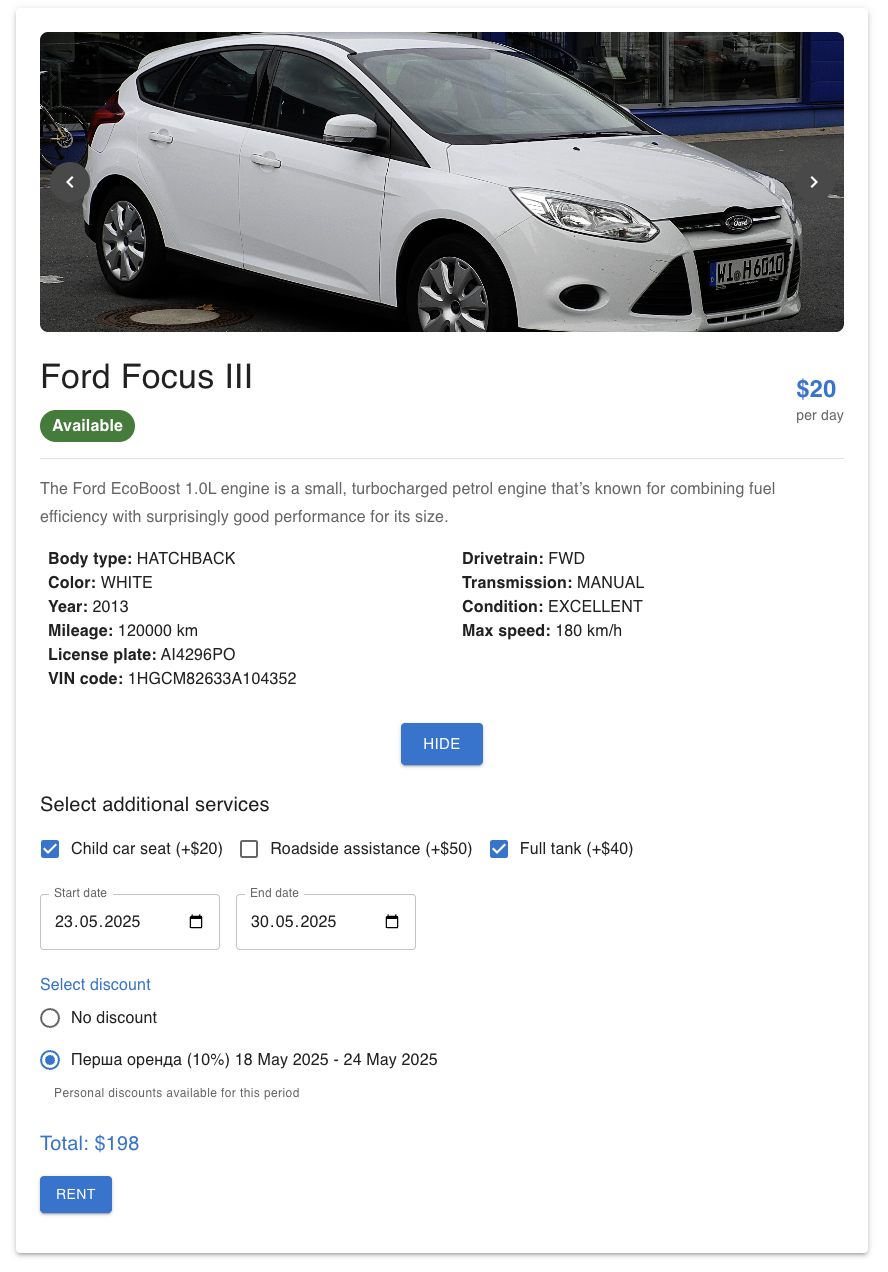 Ford
WI H 6010
Ford Focus III
$20
Available
per day
The Ford EcoBoost 1.0L engine is a small, turbocharged petrol engine that’s known for combining fuel
efficiency with surprisingly good performance for its size.
Body type: HATCHBACK
Color: WHITE
Year: 2013
Mileage: 120000 km
License plate: AI4296PO
VIN code: 1HGCM82633A104352
Drivetrain: FWD
Transmission: MANUAL
Condition: EXCELLENT
Max speed: 180 km/h
HIDE
Select additional services
Child car seat (+$20) Roadside assistance (+$50) Full tank (+$40)
Start date End date
23.05.2025 30.05.2025
Select discount
No discount
Перша оренда (10%) 18 May 2025 - 24 May 2025
Personal discounts available for this period
Total: $198
RENT